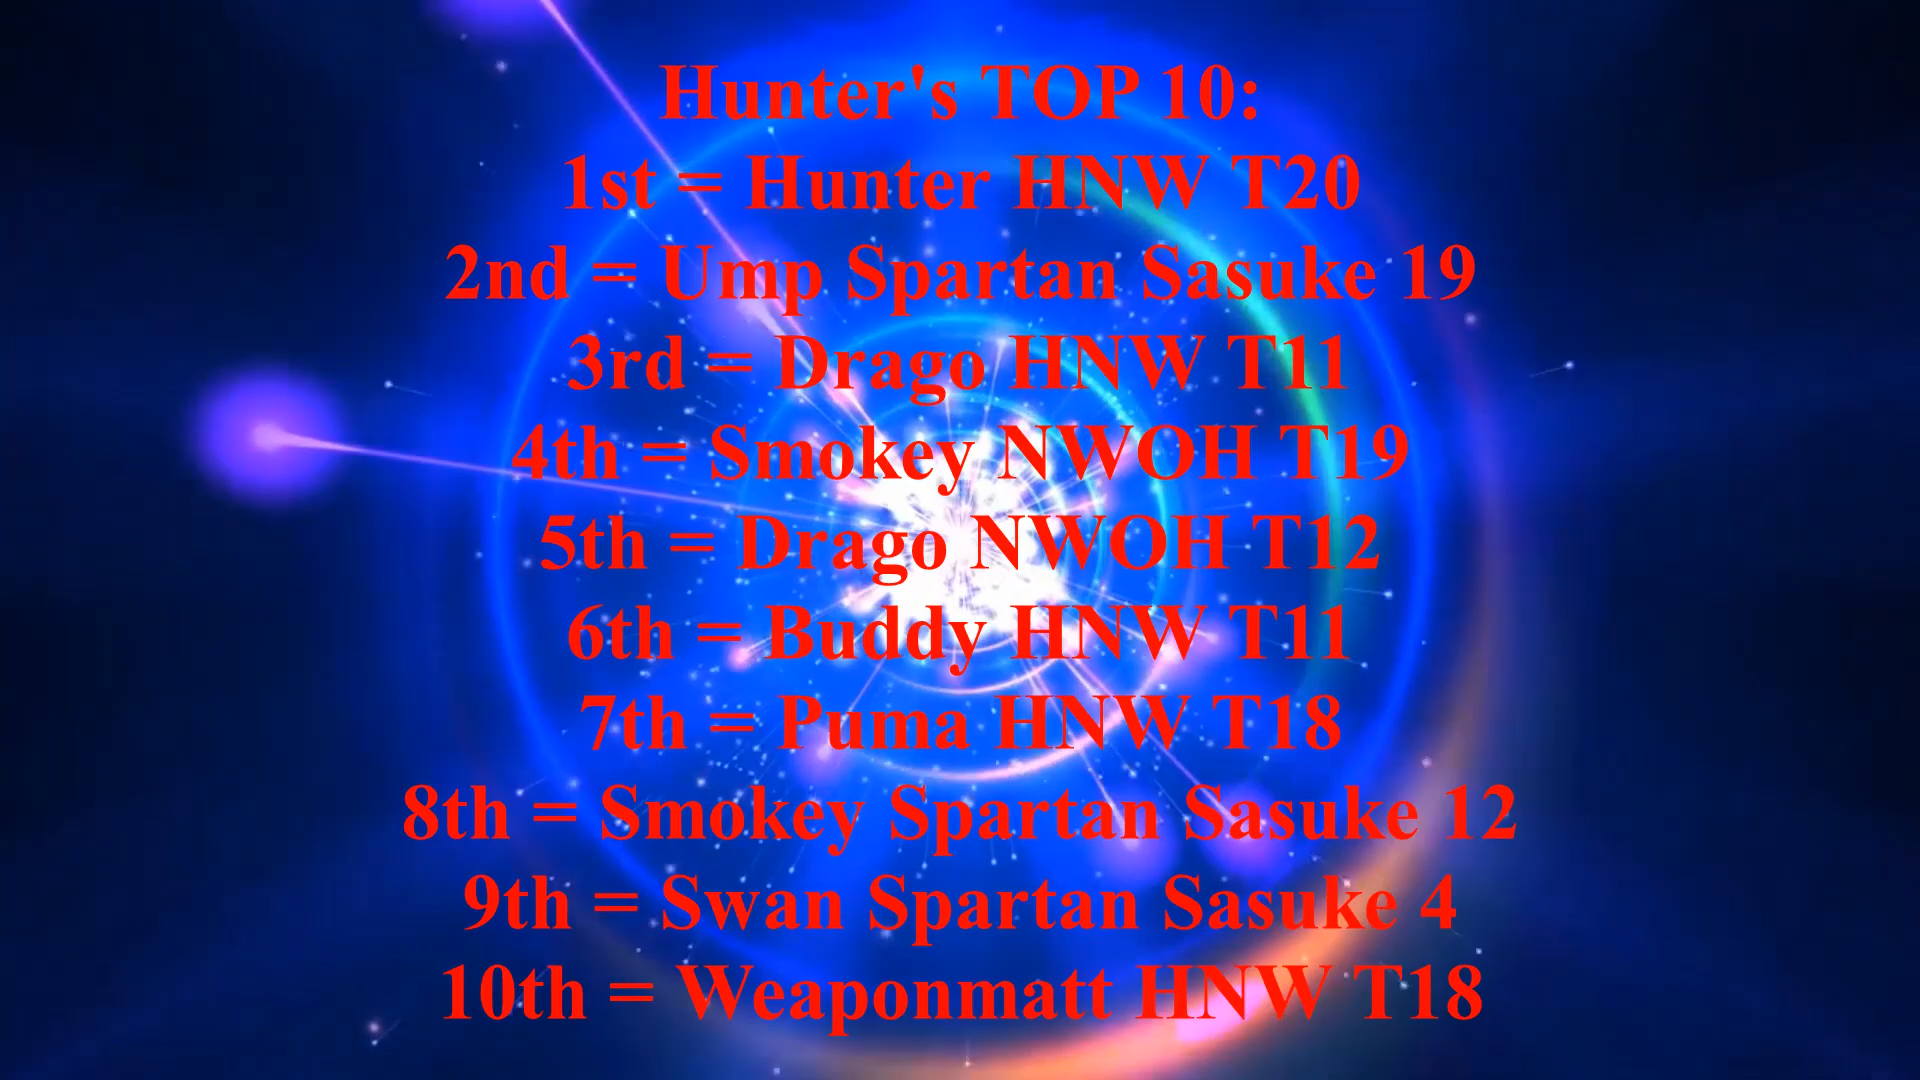 Hunter's TOP 10:
1st = Hunter HNW T20
2nd = Ump Spartan Sasuke 19
3rd = Drago HNW T11
4th = Smokey NWOH T19
5th = Drago NWOH T12
6th = Buddy HNW T11
7th = Puma HNW T18
8th = Smokey Spartan Sasuke 12
9th = Swan Spartan Sasuke 4
10th = Weaponmatt HNW T18